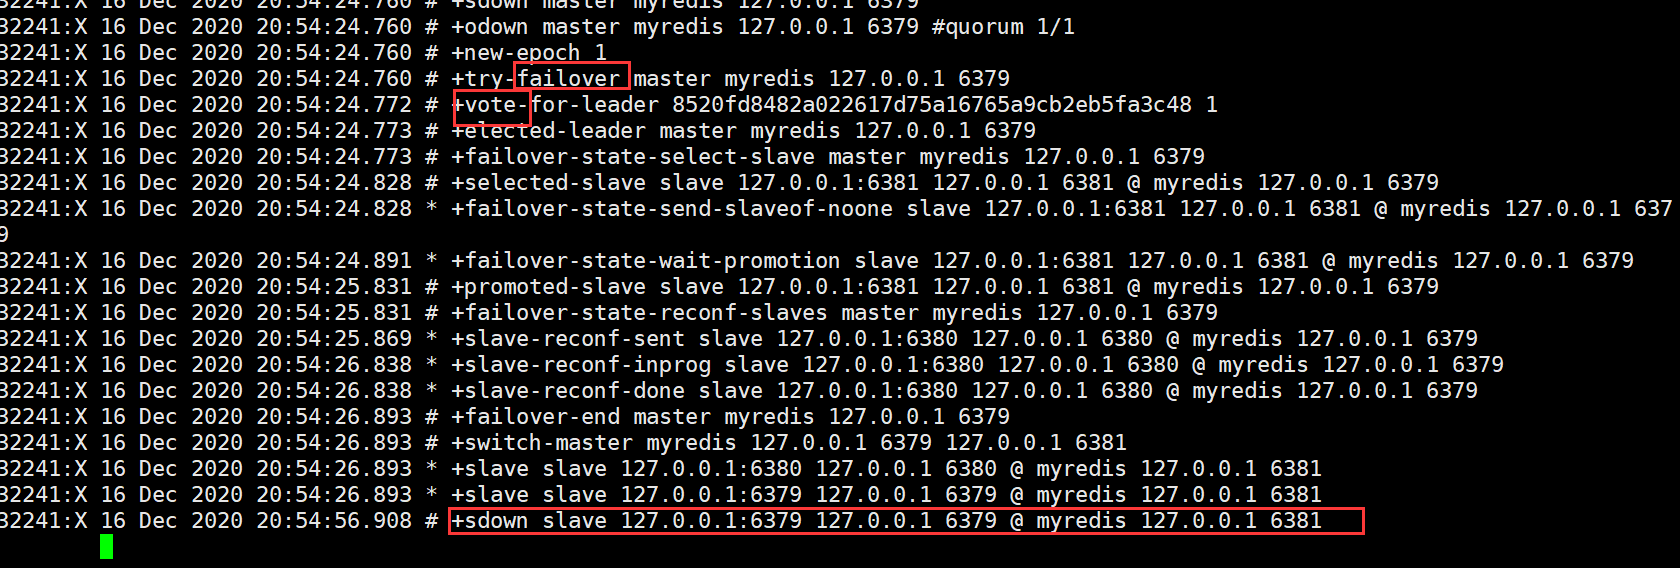 32241:X 16 Dec 2020 20:54:24.760 # +sdown master myredis 127.0.0.1 6379
32241:X 16 Dec 2020 20:54:24.760 # +odown master myredis 127.0.0.1 6379 #quorum 1/1
32241:X 16 Dec 2020 20:54:24.760 # +new-epoch 1
32241:X 16 Dec 2020 20:54:24.760 # +try-failover master myredis 127.0.0.1 6379
32241:X 16 Dec 2020 20:54:24.772 # +vote-for-leader 8520fd8482a022617d75a16765a9cb2eb5fa3c48 1
32241:X 16 Dec 2020 20:54:24.773 # +elected-leader master myredis 127.0.0.1 6379
32241:X 16 Dec 2020 20:54:24.773 # +failover-state-select-slave master myredis 127.0.0.1 6379
32241:X 16 Dec 2020 20:54:24.828 # +selected-slave slave 127.0.0.1:6381 127.0.0.1 6381 @ myredis 127.0.0.1 6379
32241:X 16 Dec 2020 20:54:24.828 * +failover-state-send-slaveof-noone slave 127.0.0.1:6381 127.0.0.1 6381 @ myredis 127.0.0.1 637
9
32241:X 16 Dec 2020 20:54:24.891 * +failover-state-wait-promotion slave 127.0.0.1:6381 127.0.0.1 6381 @ myredis 127.0.0.1 6379
32241:X 16 Dec 2020 20:54:25.831 # +promoted-slave slave 127.0.0.1:6381 127.0.0.1 6381 @ myredis 127.0.0.1 6379
32241:X 16 Dec 2020 20:54:25.831 # +failover-state-reconf-slaves master myredis 127.0.0.1 6379
32241:X 16 Dec 2020 20:54:25.869 * +slave-reconf-sent slave 127.0.0.1:6380 127.0.0.1 6380 @ myredis 127.0.0.1 6379
32241:X 16 Dec 2020 20:54:26.838 * +slave-reconf-inprog slave 127.0.0.1:6380 127.0.0.1 6380 @ myredis 127.0.0.1 6379
32241:X 16 Dec 2020 20:54:26.838 * +slave-reconf-done slave 127.0.0.1:6380 127.0.0.1 6380 @ myredis 127.0.0.1 6379
32241:X 16 Dec 2020 20:54:26.893 # +failover-end master myredis 127.0.0.1 6379
32241:X 16 Dec 2020 20:54:26.893 # +switch-master myredis 127.0.0.1 6379 127.0.0.1 6381
32241:X 16 Dec 2020 20:54:26.893 * +slave slave 127.0.0.1:6380 127.0.0.1 6380 @ myredis 127.0.0.1 6381
32241:X 16 Dec 2020 20:54:26.893 * +slave slave 127.0.0.1:6379 127.0.0.1 6379 @ myredis 127.0.0.1 6381
32241:X 16 Dec 2020 20:54:56.908 # +sdown slave 127.0.0.1:6379 127.0.0.1 6379 @ myredis 127.0.0.1 6381